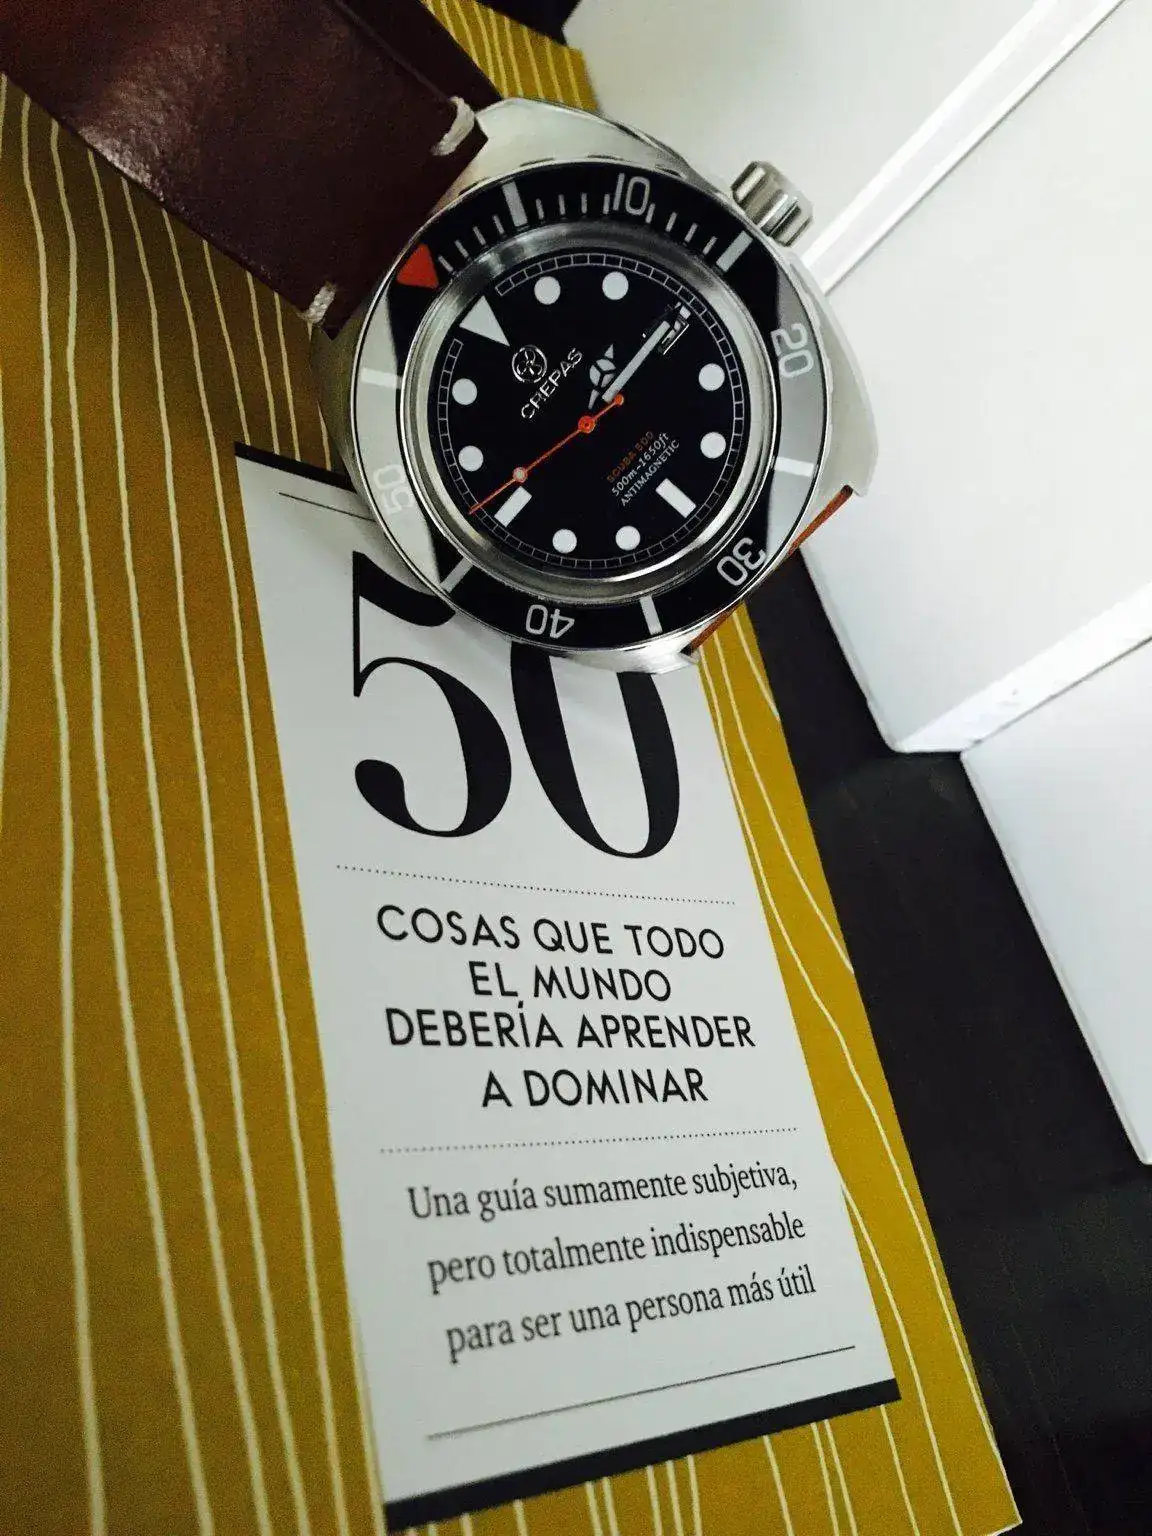 10
20
30
40
50
CREPAS
SCUBA 500
500m~1650ft
ANTIMAGNETIC
50
COSAS QUE TODO
EL MUNDO
DEBERÍA APRENDER
A DOMINAR
Una guía sumamente subjetiva,
pero totalmente indispensable
para ser una persona más útil